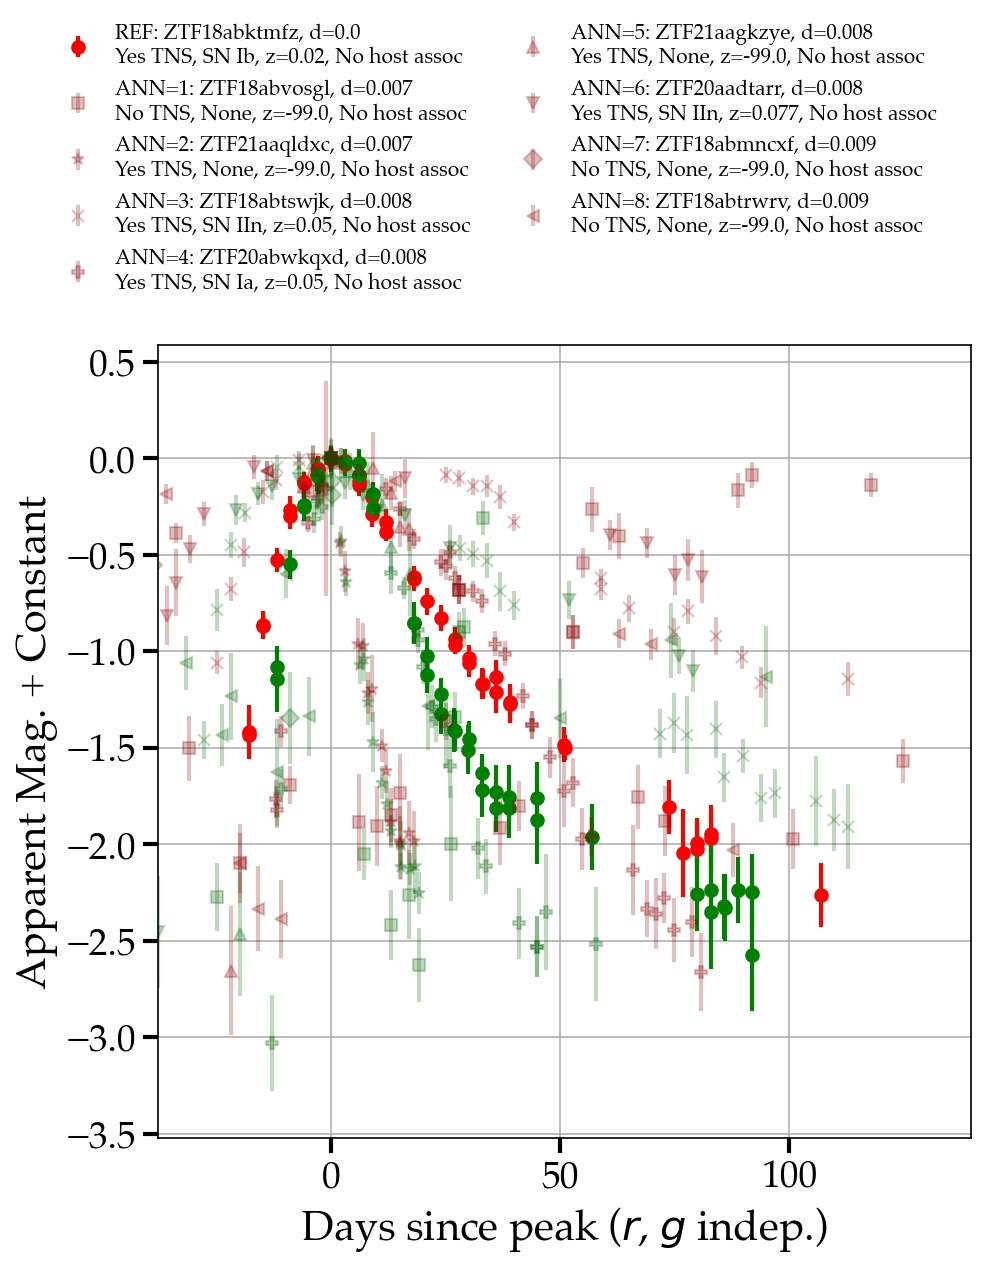 REF: ZTF18abktmfz, d=0.0
Yes TNS, SN Ib, z=0.02, No host assoc
ANN=1: ZTF18abvosgl, d=0.007
No TNS, None, z=-99.0, No host assoc
ANN=2: ZTF21aaqldxc, d=0.007
Yes TNS, None, z=-99.0, No host assoc
ANN=3: ZTF18abtswjk, d=0.008
Yes TNS, SN IIn, z=0.05, No host assoc
ANN=4: ZTF20abwkqxd, d=0.008
Yes TNS, SN Ia, z=0.05, No host assoc
ANN=5: ZTF21aagkzye, d=0.008
Yes TNS, None, z=-99.0, No host assoc
ANN=6: ZTF20aadtarr, d=0.008
Yes TNS, SN IIn, z=0.077, No host assoc
ANN=7: ZTF18abmncxf, d=0.009
No TNS, None, z=-99.0, No host assoc
ANN=8: ZTF18abtrwrv, d=0.009
No TNS, None, z=-99.0, No host assoc
Apparent Mag. + Constant
0.5
0.0
−0.5
−1.0
−1.5
−2.0
−2.5
−3.0
−3.5
0
50
100
Days since peak (r, g indep.)